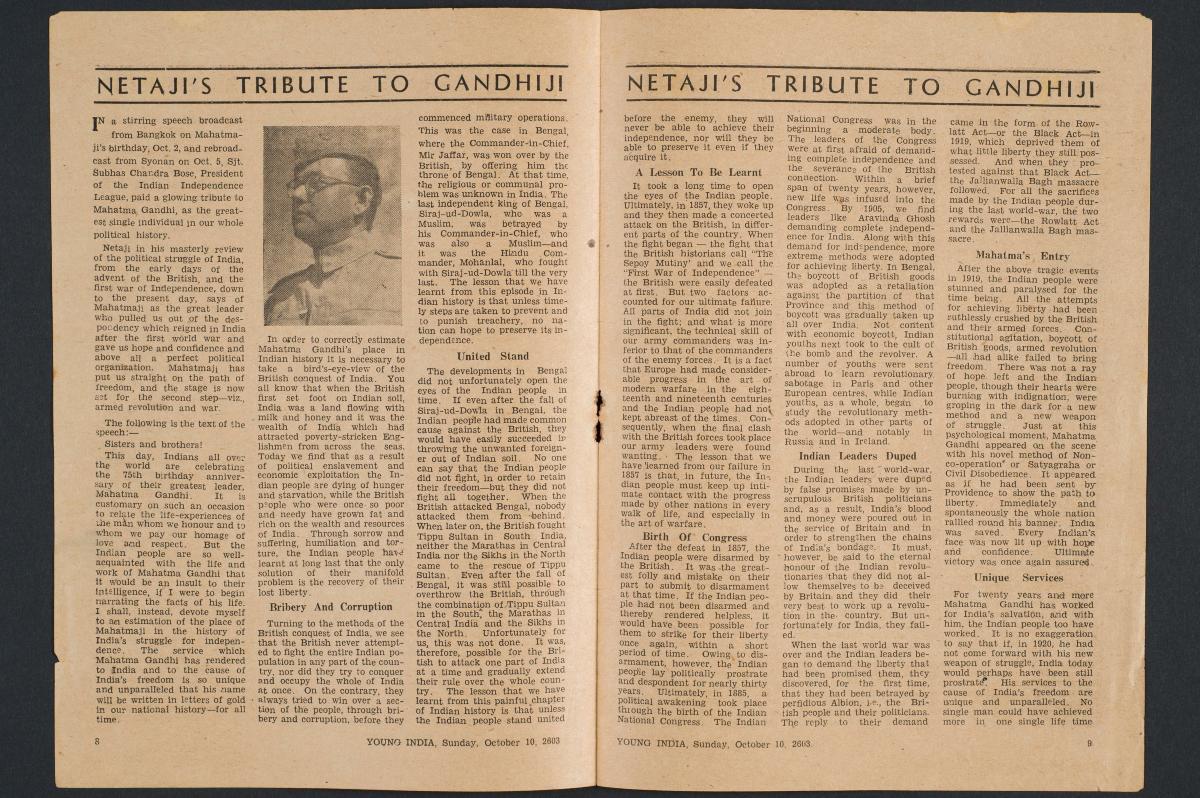 NETAJI'S TRIBUTE TO GANDHIJI
IN a stirring speech broadcast
from Bangkok on Mahatma-
ji's birthday, Oct. 2, and rebroad-
cast from Syonan on Oct. 5, Sjt.
Subhas Chandra Bose, President
of the Indian Independence
League, paid a glowing tribute to
Mahatma Gandhi, as the great-
est single individual in our whole
political history.
Netaji in his masterly review
of the political struggle of India,
from the early days of the
advent of the British, and the
first war of Independence, down
to the present day, says of
Mahatmaji as the great leader
who pulled us out of the des-
pondency which reigned in India
after the first world war and
gave us hope and confidence and
above all a perfect political
organization. Mahatmaji has
put us straight on the path of
freedom, and the stage is now
set for the second step—viz.,
armed revolution and war.
The following is the text of the
speech:—
Sisters and brothers!
This day, Indians all over
the world are celebrating
the 75th birthday anniver-
sary of their greatest leader,
Mahatma Gandhi. It is
customary on such an occasion
to relate the life-experiences of
the man whom we honour and to
whom we pay our homage of
love and respect. But the
Indian people are so well-
acquainted with the life and
work of Mahatma Gandhi that
it would be an insult to their
intelligence, if I were to begin
narrating the facts of his life.
I shall, instead, devote myself
to an estimation of the place of
Mahatmaji in the history of
India's struggle for indepen-
dence. The service which
Mahatma Gandhi has rendered
to India and to the cause of
India's freedom is so unique
and unparalleled that his name
will be written in letters of gold
in our national history—for all
time.
In order to correctly estimate
Mahatma Gandhi's place in
Indian history it is necessary to
take a bird's-eye-view of the
British conquest of India. You
all know that when the British
first set foot on Indian soil,
India was a land flowing with
milk and honey and it was the
wealth of India which had
attracted poverty-stricken Eng-
lishmen from across the seas.
Today we find that as a result
of political enslavement and
economic exploitation the In-
dian people are dying of hunger
and starvation, while the British
people who were once so poor
and needy have grown fat and
rich on the wealth and resources
of India. Through sorrow and
suffering, humiliation and tor-
ture, the Indian people have
learnt at long last that the only
solution of their manifold
problem is the recovery of their
lost liberty.
Bribery And Corruption
Turning to the methods of the
British conquest of India, we see
that the British never attempt-
ed to fight the entire Indian po-
pulation in any part of the coun-
try, nor did they try to conquer
and occupy the whole of India
at once. On the contrary, they
always tried to win over a sec-
tion of the people, through bri-
bery and corruption, before they
commenced military operations.
This was the case in Bengal,
where the Commander-in-Chief,
Mir Jaffar, was won over by the
British, by offering him the
throne of Bengal. At that time,
the religious or communal pro-
blem was unknown in India. The
last independent king of Bengal,
Siraj-ud-Dowla, who was a
Muslim, was betrayed by
his Commander-in-Chief, who
was also a Muslim—and
it was the Hindu Com-
mander, Mohanlal, who fought
with Siraj-ud-Dowla till the very
last. The lesson that we have
learnt from this episode in In-
dian history is that unless time-
ly steps are taken to prevent and
to punish treachery, no na-
tion can hope to preserve its in-
dependence.
United Stand
The developments in Bengal
did not unfortunately open the
eyes of the Indian people in
time. If even after the fall of
Siraj-ud-Dowla in Bengal, the
Indian people had made common
cause against the British, they
would have easily succeeded in
throwing the unwanted foreign-
er out of Indian soil. No one
can say that the Indian people
did not fight, in order to retain
their freedom—but they did not
fight all together. When the
British attacked Bengal, nobody
attacked them from behind.
When later on, the British fought
Tippu Sultan in South India,
neither the Marathas in Central
India nor the Sikhs in the North
came to the rescue of Tippu
Sultan. Even after the fall of
Bengal, it was still possible to
overthrow the British, through
the combination of Tippu Sultan
in the South, the Marathas in
Central India and the Sikhs in
the North. Unfortunately for
us, this was not done. It was,
therefore, possible for the Bri-
tish to attack one part of India
at a time and gradually extend
their rule over the whole coun-
try. The lesson that we have
learnt from this painful chapter
of Indian history is that unless
the Indian people stand united
8
YOUNG INDIA, Sunday, October 10, 2603
NETAJI'S TRIBUTE TO GANDHIJI
before the enemy, they will
never be able to achieve their
independence, nor will they be
able to preserve it even if they
acquire it.
A Lesson To Be Learnt
It took a long time to open
the eyes of the Indian people.
Ultimately, in 1857, they woke up
and they then made a concerted
attack on the British, in differ-
ent parts of the country. When
the fight began — the fight that
the British historians call "The
Sepoy Mutiny" and we call the
"First War of Independence" —
the British were easily defeated
at first. But two factors ac-
counted for our ultimate failure.
All parts of India did not join
in the fight; and what is more
significant, the technical skill of
our army commanders was in-
ferior to that of the commanders
of the enemy forces. It is a fact
that Europe had made consider-
able progress in the art of
modern warfare in the eigh-
teenth and nineteenth centuries
and the Indian people had not
kept abreast of the times. Con-
sequently, when the final clash
with the British forces took place
our army leaders were found
wanting. The lesson that we
have learned from our failure in
1857 is that, in future, the In-
dian people must keep up inti-
mate contact with the progress
made by other nations in every
walk of life, and especially in
the art of warfare.
Birth Of Congress
After the defeat in 1857, the
Indian people were disarmed by
the British. It was the great-
est folly and mistake on their
part to submit to disarmament
at that time. If the Indian peo-
ple had not been disarmed and
thereby rendered helpless, it
would have been possible for
them to strike for their liberty
once again, within a short
period of time. Owing to dis-
armament, however, the Indian
people lay politically prostrate
and despondent for nearly thirty
years. Ultimately, in 1885, a
political awakening took place
through the birth of the Indian
National Congress. The Indian
National Congress was in the
beginning a moderate body.
The leaders of the Congress
were at first afraid of demand-
ing complete independence and
the severance of the British
connection. Within a brief
span of twenty years, however,
new life was infused into the
Congress. By 1905, we find
leaders like Aravinda Ghosh
demanding complete independ-
ence for India. Along with this
demand for independence, more
extreme methods were adopted
for achieving liberty. In Bengal,
the boycott of British goods
was adopted as a retaliation
against the partition of that
Province and this method of
boycott was gradually taken up
all over India. Not content
with economic boycott, Indian
youths next took to the cult of
the bomb and the revolver. A
number of youths were sent
abroad to learn revolutionary
sabotage in Paris and other
European centres, while Indian
youths, as a whole, began to
study the revolutionary meth-
ods adopted in other parts of
the world—and notably in
Russia and in Ireland.
Indian Leaders Duped
During the last world-war,
the Indian leaders were duped
by false promises made by un-
scrupulous British politicians
and, as a result, India's blood
and money were poured out in
the service of Britain and in
order to strengthen the chains
of India's bondage. It must,
however, be said to the eternal
honour of the Indian revolu-
tionaries that they did not al-
low themselves to be deceived
by Britain and they did their
very best to work up a revolu-
tion in the country. But un-
fortunately for India, they fail-
ed.
When the last world war was
over and the Indian leaders be-
gan to demand the liberty that
had been promised them, they
discovered, for the first time,
that they had been betrayed by
perfidious Albion, i.e., the Bri-
tish people and their politicians.
The reply to their demand
came in the form of the Row-
latt Act—or the Black Act—in
1919, which deprived them of
what little liberty they still pos-
sessed. And when they pro-
tested against that Black Act—
the Jallianwalla Bagh massacre
followed. For all the sacrifices
made by the Indian people dur-
ing the last world-war, the two
rewards were—the Rowlatt Act
and the Jallianwalla Bagh mas-
sacre.
Mahatma's Entry
After the above tragic events
in 1919, the Indian people were
stunned and paralysed for the
time being. All the attempts
for achieving liberty had been
ruthlessly crushed by the British
and their armed forces. Con-
stitutional agitation, boycott of
British goods, armed revolution
—all had alike failed to bring
freedom. There was not a ray
of hope left and the Indian
people, though their hearts were
burning with indignation, were
groping in the dark for a new
method and a new weapon
of struggle. Just at this
psychological moment, Mahatma
Gandhi appeared on the scene
with his novel method of Non-
co-operation" or Satyagraha or
Civil Disobedience. It appeared
as if he had been sent by
Providence to show the path to
liberty. Immediately and
spontaneously the whole nation
rallied round his banner. India
was saved. Every Indian's
face was now lit up with hope
and confidence. Ultimate
victory was once again assured.
Unique Services
For twenty years and more
Mahatma Gandhi has worked
for India's salvation, and with
him, the Indian people too have
worked. It is no exaggeration
to say that if, in 1920, he had
not come forward with his new
weapon of struggle, India today
would perhaps have been still
prostrate. His services to the
cause of India's freedom are
unique and unparalleled. No
single man could have achieved
more in one single life time
YOUNG INDIA, Sunday, October 10, 2603
9